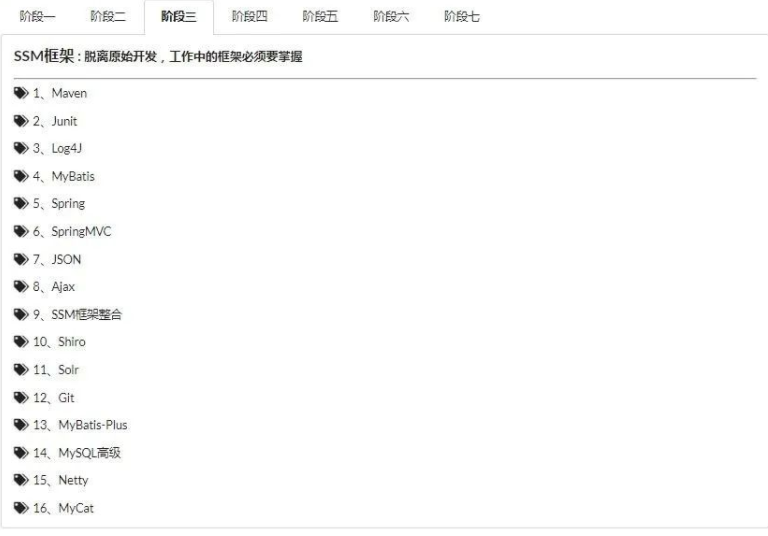 阶段一 阶段二 阶段三 阶段四 阶段五 阶段六 阶段七
SSM框架：脱离原始开发，工作中的框架必须要掌握
1、Maven
2、Junit
3、Log4J
4、MyBatis
5、Spring
6、SpringMVC
7、JSON
8、Ajax
9、SSM框架整合
10、Shiro
11、Solr
12、Git
13、MyBatis-Plus
14、MySQL高级
15、Netty
16、MyCat